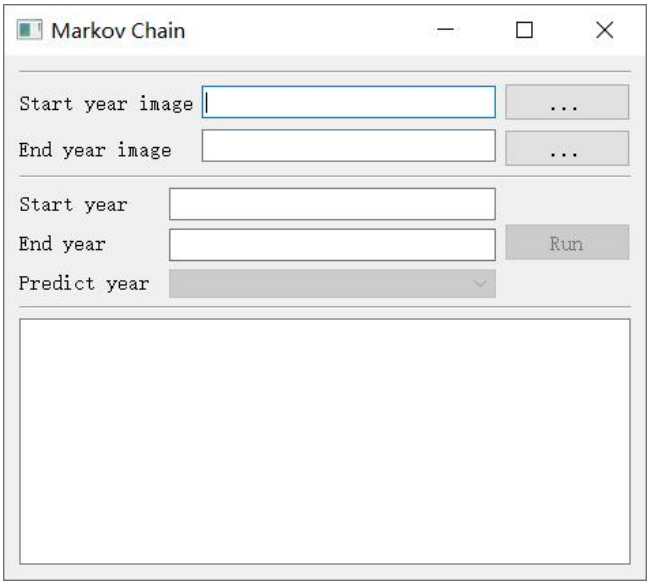 Markov Chain
Start year image ...
End year image ...
Start year
End year Run
Predict year